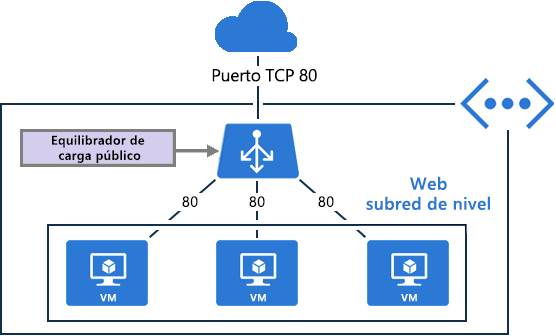 Puerto TCP 80
Equilibrador de
carga público
Web
subred de nivel
80
80
80
VM
VM
VM